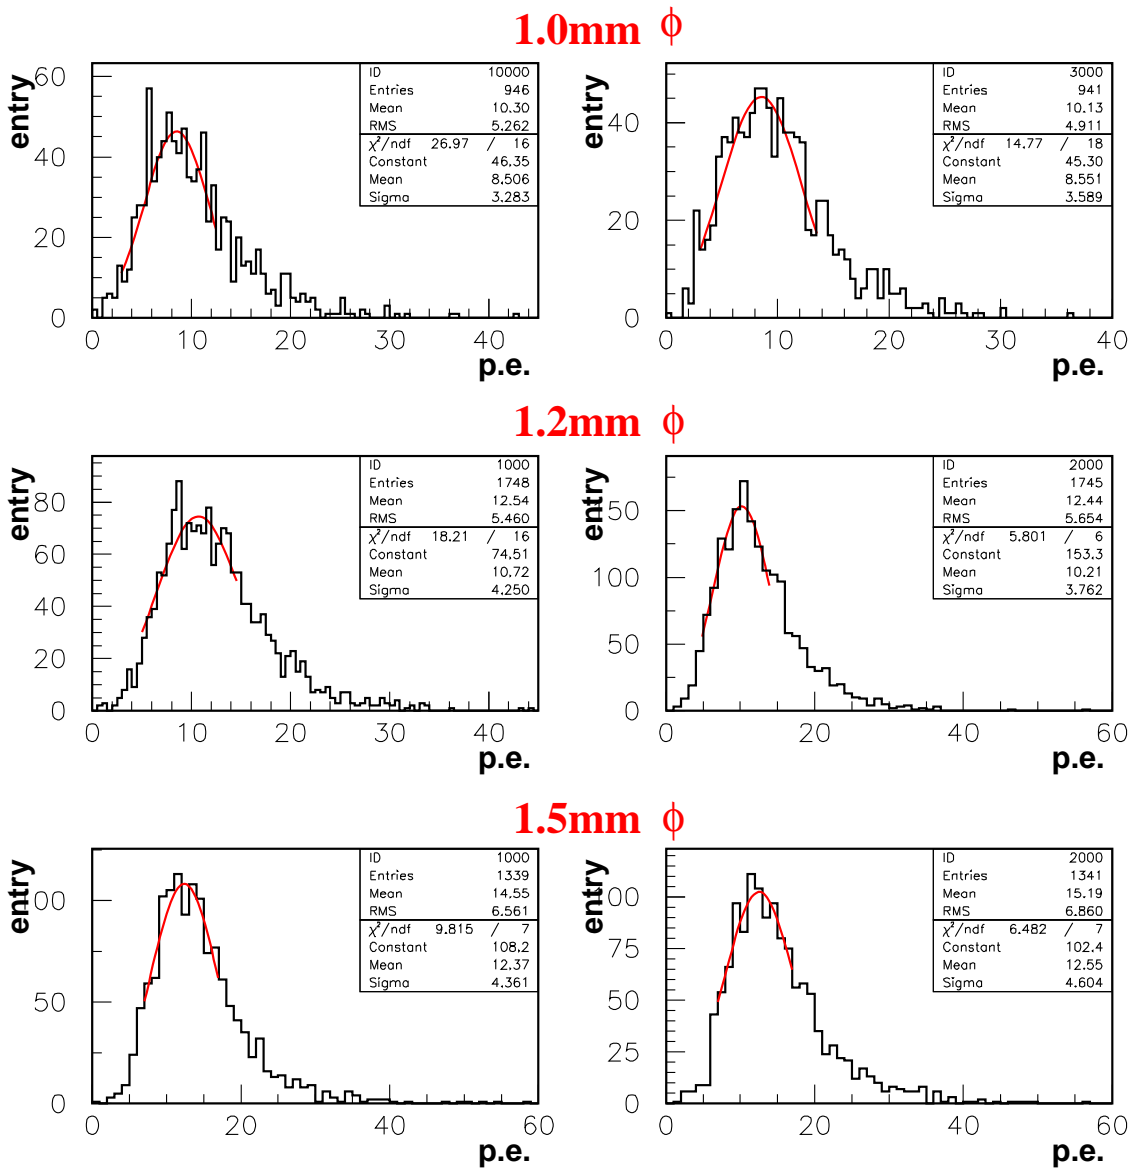 1.0mm ϕ
entry
60
40
20
0
0 10 20 30 40
p.e.
ID 10000
Entries 946
Mean 10.30
RMS 5.262
χ²/ndf 26.97 / 16
Constant 46.35
Mean 8.506
Sigma 3.283
entry
40
20
0
0 10 20 30 40
p.e.
ID 3000
Entries 941
Mean 10.13
RMS 4.911
χ²/ndf 14.77 / 18
Constant 45.30
Mean 8.551
Sigma 3.589
1.2mm ϕ
entry
80
60
40
20
0
0 10 20 30 40
p.e.
ID 1000
Entries 1748
Mean 12.54
RMS 5.460
χ²/ndf 18.21 / 16
Constant 74.51
Mean 10.72
Sigma 4.250
entry
50
100
50
0
0 20 40 60
p.e.
ID 2000
Entries 1745
Mean 12.44
RMS 5.654
χ²/ndf 5.801 / 6
Constant 153.3
Mean 10.21
Sigma 3.762
1.5mm ϕ
entry
00
50
0
0 20 40 60
p.e.
ID 1000
Entries 1339
Mean 14.55
RMS 6.561
χ²/ndf 9.815 / 7
Constant 108.2
Mean 12.37
Sigma 4.361
entry
00
75
50
25
0
0 20 40 60
p.e.
ID 2000
Entries 1341
Mean 15.19
RMS 6.860
χ²/ndf 6.482 / 7
Constant 102.4
Mean 12.55
Sigma 4.604